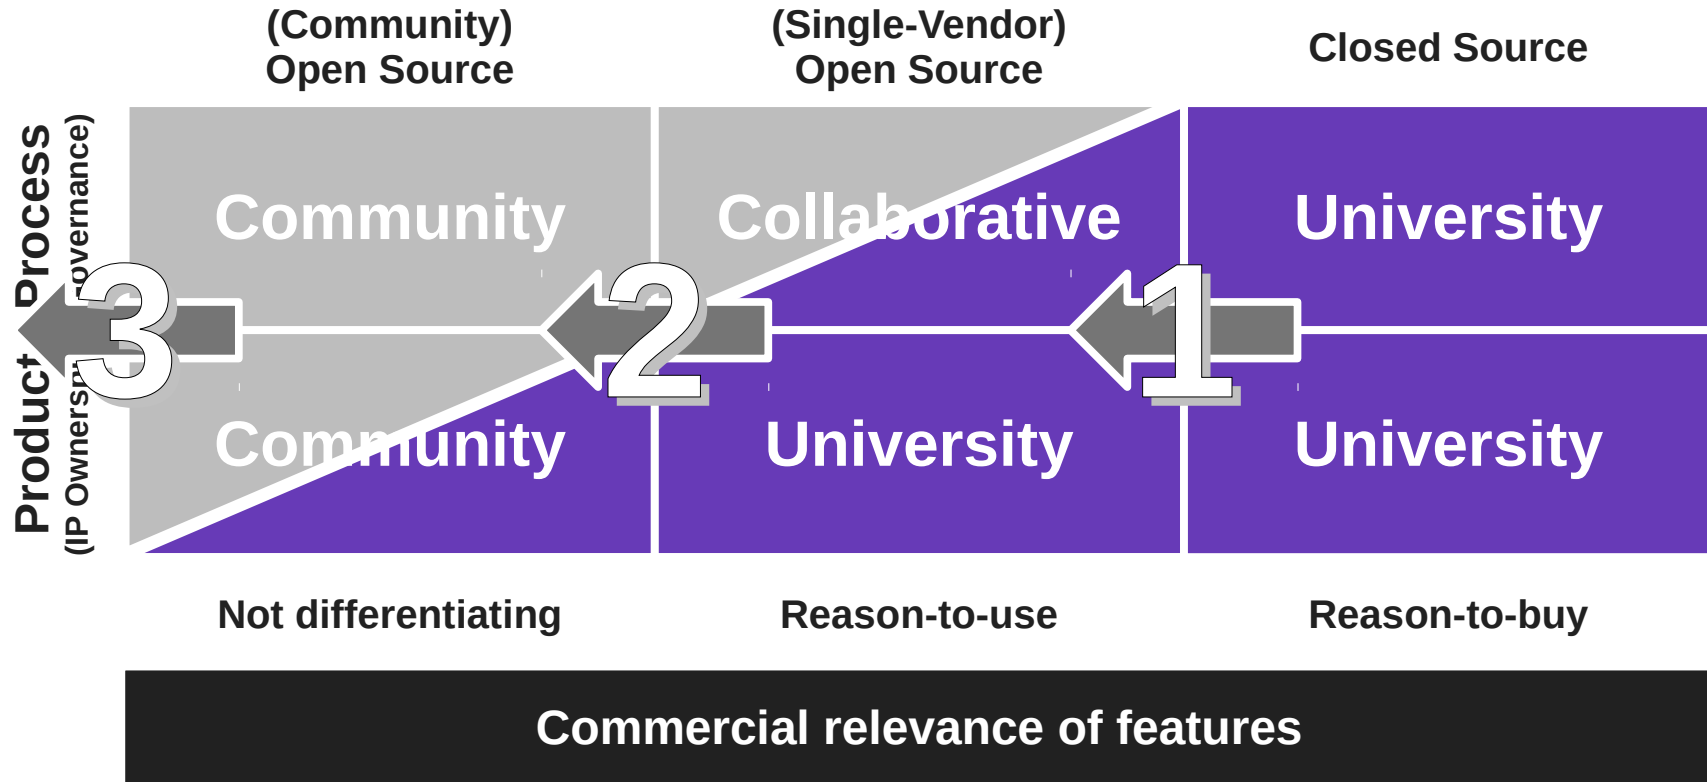 (Community)
Open Source
(Single-Vendor)
Open Source
Closed Source
Process
Product
Community
Collaborative
University
3
2
1
Community
University
University
Not differentiating
Reason-to-use
Reason-to-buy
Commercial relevance of features